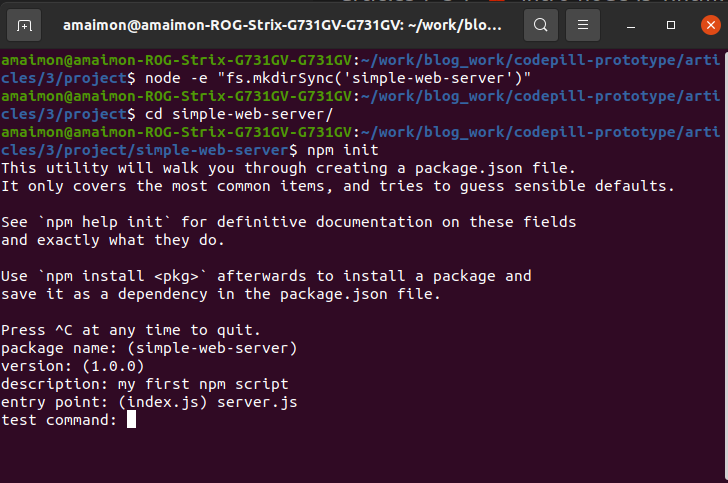 amaimon@amaimon-ROG-Strix-G731GV-G731GV: ~/work/blo...
amaimon@amaimon-ROG-Strix-G731GV-G731GV:~/work/blog_work/codepill-prototype/arti
cles/3/project$ node -e "fs.mkdirSync('simple-web-server')"
amaimon@amaimon-ROG-Strix-G731GV-G731GV:~/work/blog_work/codepill-prototype/arti
cles/3/project$ cd simple-web-server/
amaimon@amaimon-ROG-Strix-G731GV-G731GV:~/work/blog_work/codepill-prototype/arti
cles/3/project/simple-web-server$ npm init
This utility will walk you through creating a package.json file.
It only covers the most common items, and tries to guess sensible defaults.

See `npm help init` for definitive documentation on these fields
and exactly what they do.

Use `npm install <pkg>` afterwards to install a package and
save it as a dependency in the package.json file.

Press ^C at any time to quit.
package name: (simple-web-server)
version: (1.0.0)
description: my first npm script
entry point: (index.js) server.js
test command: